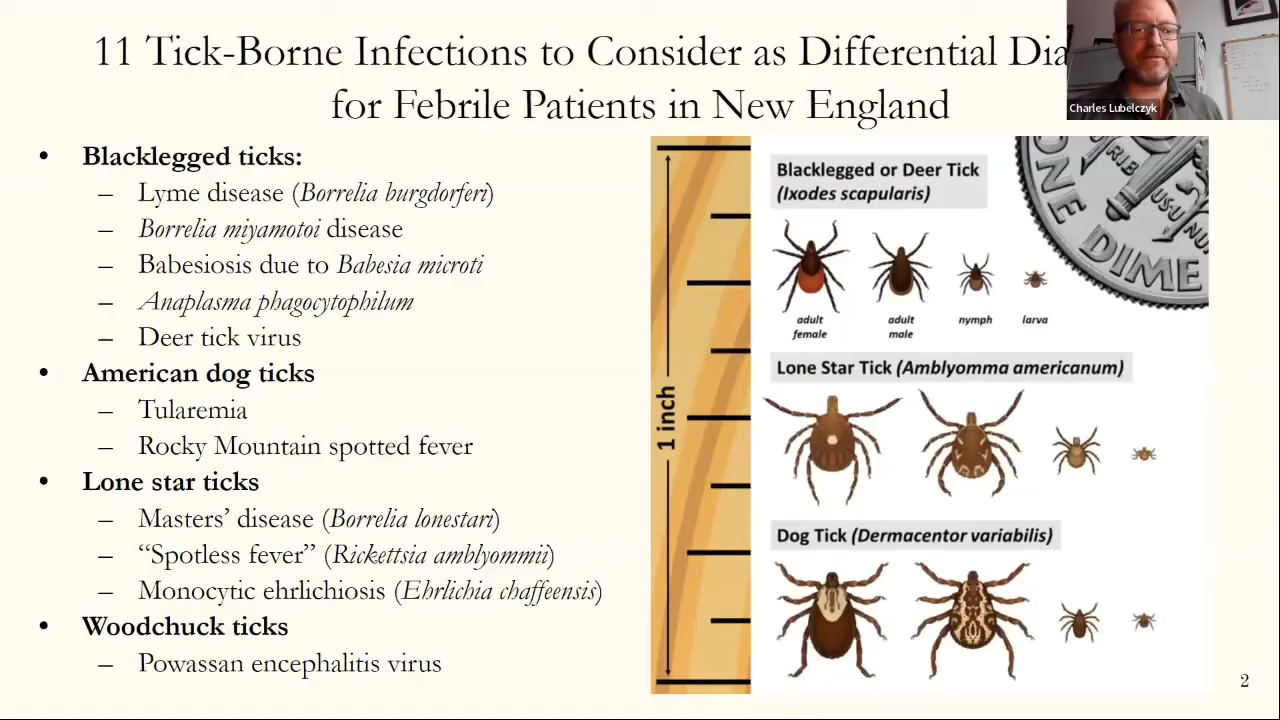 11 Tick-Borne Infections to Consider as Differential Dia
for Febrile Patients in New England
Charles Lubelczyk
• Blacklegged ticks:
– Lyme disease (Borrelia burgdorferi)
– Borrelia miyamotoi disease
– Babesiosis due to Babesia microti
– Anaplasma phagocytophilum
– Deer tick virus
• American dog ticks
– Tularemia
– Rocky Mountain spotted fever
• Lone star ticks
– Masters’ disease (Borrelia lonestari)
– “Spotless fever” (Rickettsia amblyommii)
– Monocytic ehrlichiosis (Ehrlichia chaffeensis)
• Woodchuck ticks
– Powassan encephalitis virus
1 inch
Blacklegged or Deer Tick
(Ixodes scapularis)
ONE DIME
adult female
adult male
nymph
larva
Lone Star Tick (Amblyomma americanum)
Dog Tick (Dermacentor variabilis)
2